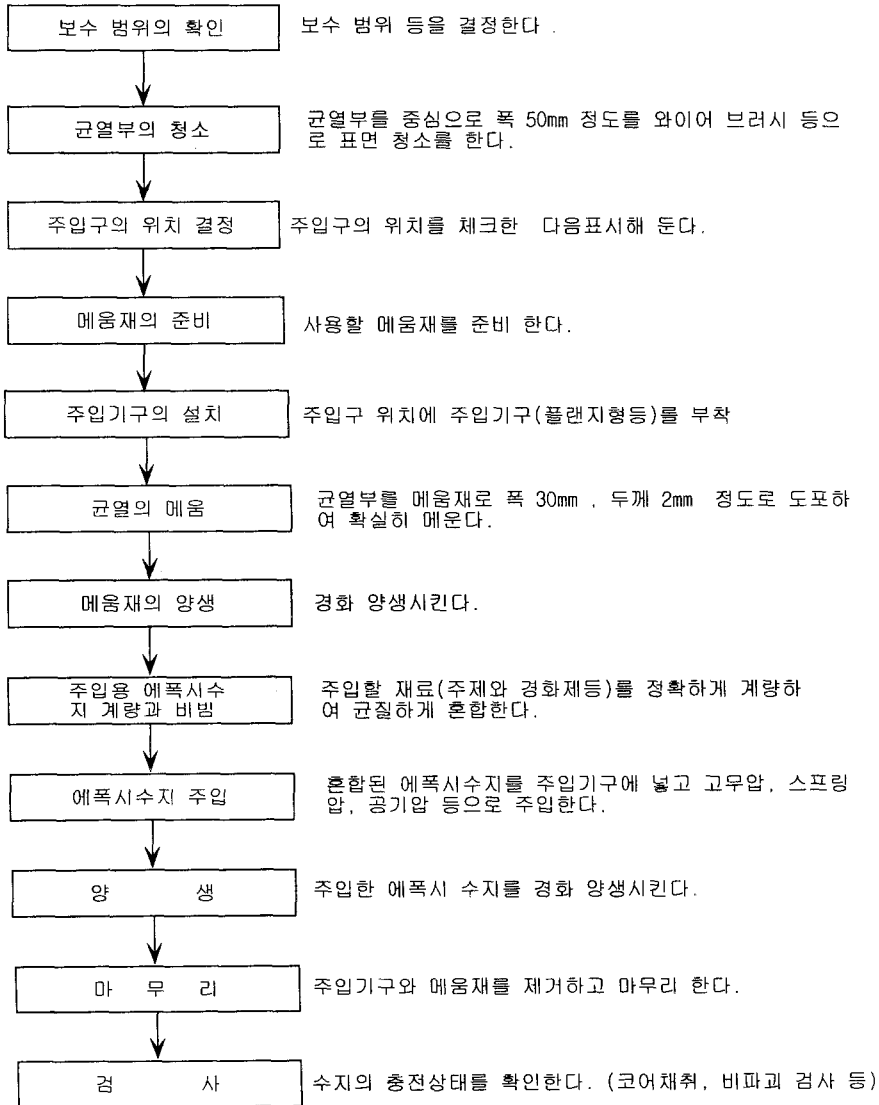 보수 범위의 확인
보수 범위 등을 결정한다 .
균열부의 청소
균열부를 중심으로 폭 50mm 정도를 와이어 브러시 등으
로 표면 청소를 한다.
주입구의 위치 결정
주입구의 위치를 체크한 다음표시해 둔다.
메움재의 준비
사용할 메움재를 준비 한다.
주입기구의 설치
주입구 위치에 주입기구(플랜지형등)를 부착
균열의 메움
균열부를 메움재로 폭 30mm , 두께 2mm 정도로 도포하
여 확실히 메운다.
메움재의 양생
경화 양생시킨다.
주입용 에폭시수
지 계량과 비빔
주입할 재료(주제와 경화제등)를 정확하게 계량하
여 균질하게 혼합한다.
에폭시수지 주입
혼합된 에폭시수지를 주입기구에 넣고 고무압, 스프링
압, 공기압 등으로 주입한다.
양 생
주입한 에폭시 수지를 경화 양생시킨다.
마 무 리
주입기구와 메움재를 제거하고 마무리 한다.
검 사
수지의 충전상태를 확인한다. (코어채취, 비파괴 검사 등)